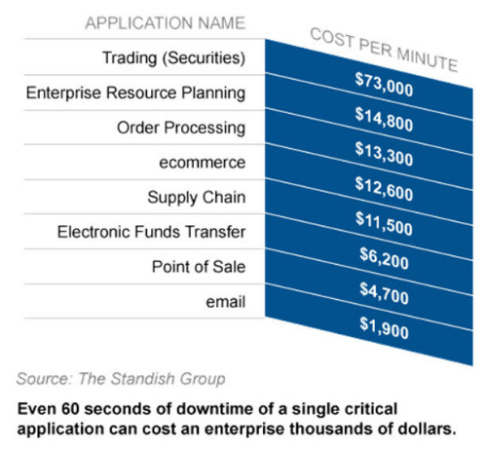 APPLICATION NAME COST PER MINUTE
Trading (Securities) $73,000
Enterprise Resource Planning $14,800
Order Processing $13,300
ecommerce $12,600
Supply Chain $11,500
Electronic Funds Transfer $6,200
Point of Sale $4,700
email $1,900
Source: The Standish Group
Even 60 seconds of downtime of a single critical
application can cost an enterprise thousands of dollars.